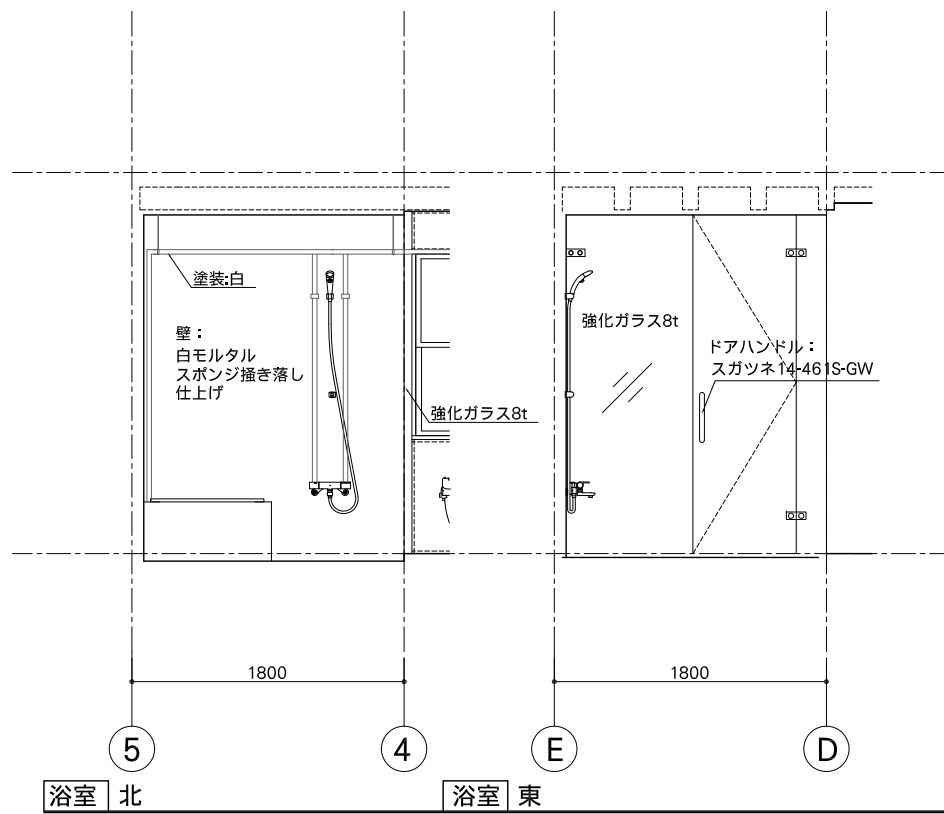 塗装:白
壁：
白モルタル
スポンジ掻き落し
仕上げ
強化ガラス8t
強化ガラス8t
ドアハンドル：
スガツネ14-461S-GW
1800
1800
5
4
E
D
浴室 北
浴室 東